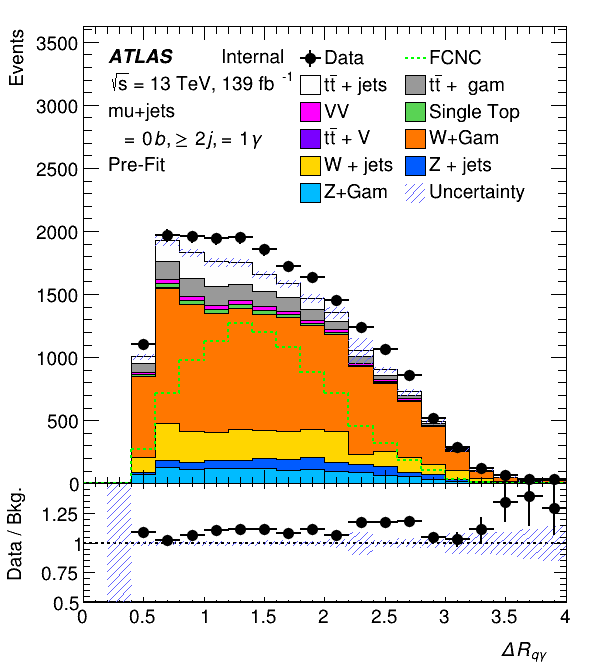 Events
3500
3000
2500
2000
1500
1000
500
0
ATLAS Internal
√s = 13 TeV, 139 fb⁻¹
mu+jets
= 0b, ≥ 2j, = 1γ
Pre-Fit
Data
FCNC
tt̄ + jets
tt̄ + gam
VV
Single Top
tt̄ + V
W+Gam
W + jets
Z + jets
Z+Gam
Uncertainty
Data / Bkg.
1.25
1
0.75
0.5
0 0.5 1 1.5 2 2.5 3 3.5 4
ΔR_qγ